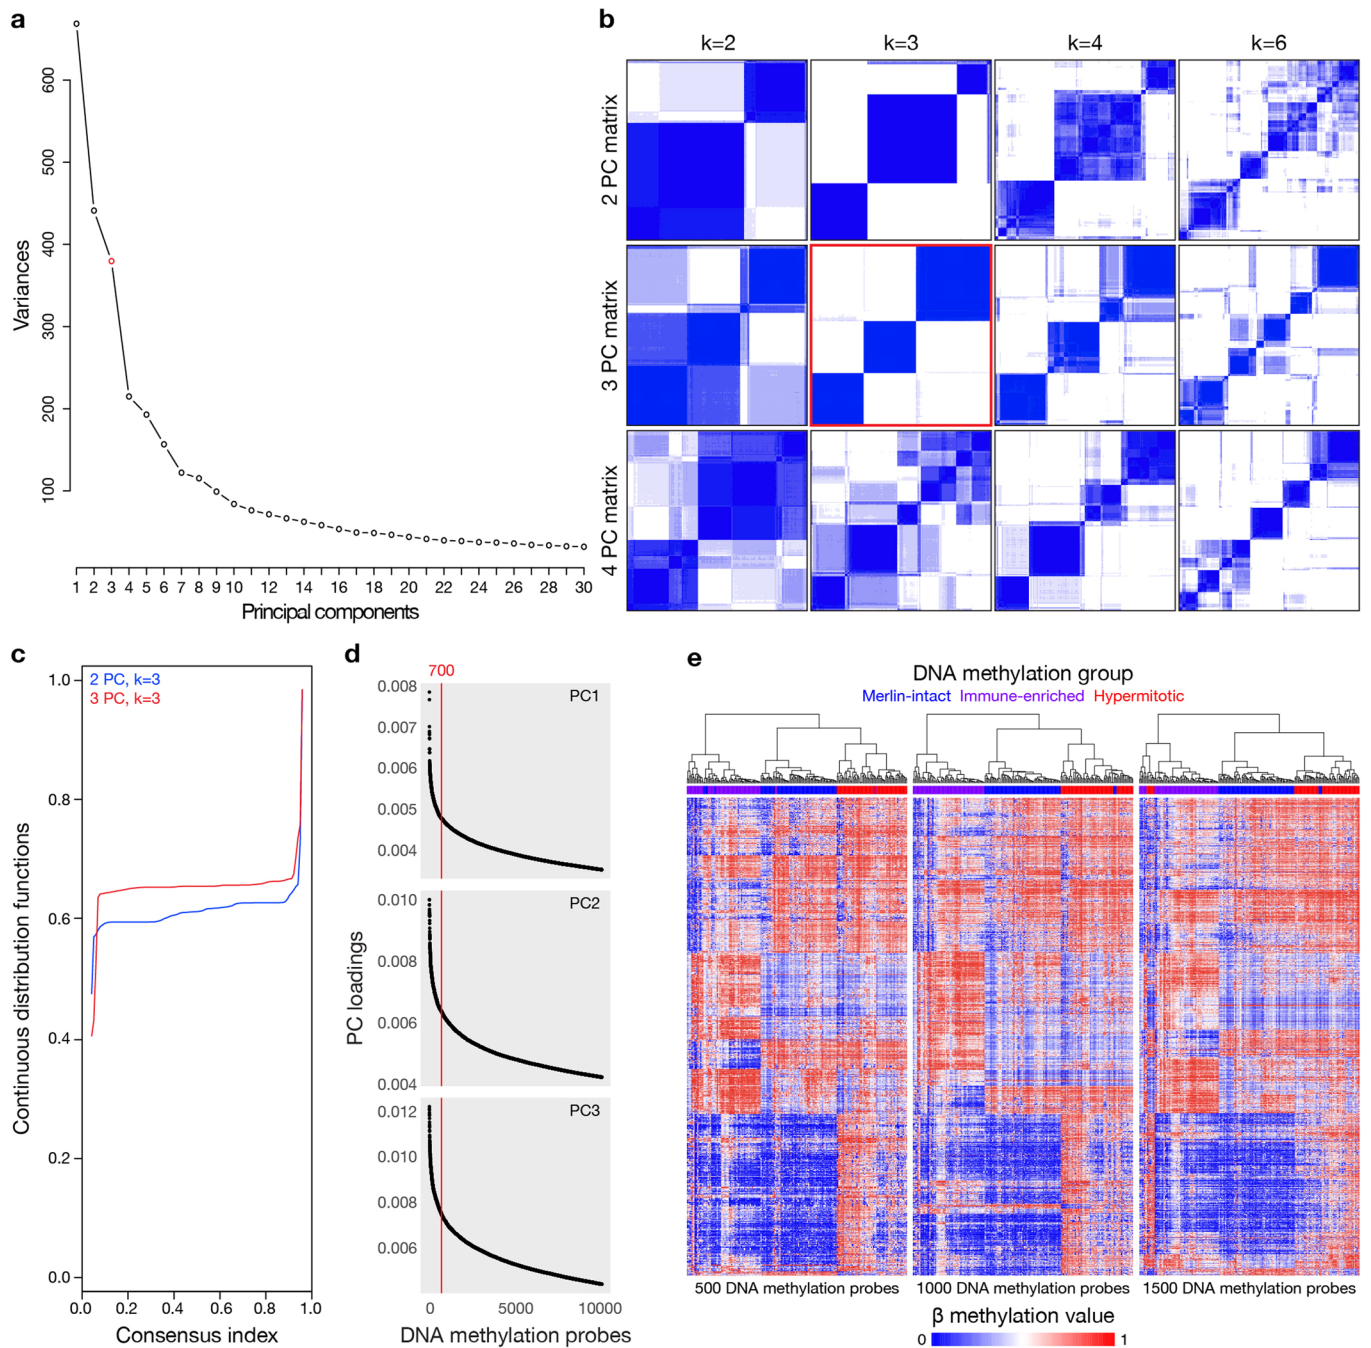 a
600
500
400
300
200
100
Variances
1 2 3 4 5 6 7 8 9 10 12 14 16 18 20 22 24 26 28 30
Principal components
b
k=2 k=3 k=4 k=6
2 PC matrix
3 PC matrix
4 PC matrix
c
1.0
0.8
0.6
0.4
0.2
0.0
2 PC, k=3
3 PC, k=3
Continuous distribution functions
0.0 0.2 0.4 0.6 0.8 1.0
Consensus index
d
700
PC1
0.008
0.007
0.006
0.005
0.004
PC2
0.010
0.008
0.006
0.004
PC3
0.012
0.010
0.008
0.006
PC loadings
0 5000 10000
DNA methylation probes
e
DNA methylation group
Merlin-intact Immune-enriched Hypermitotic
500 DNA methylation probes 1000 DNA methylation probes 1500 DNA methylation probes
β methylation value
0 1